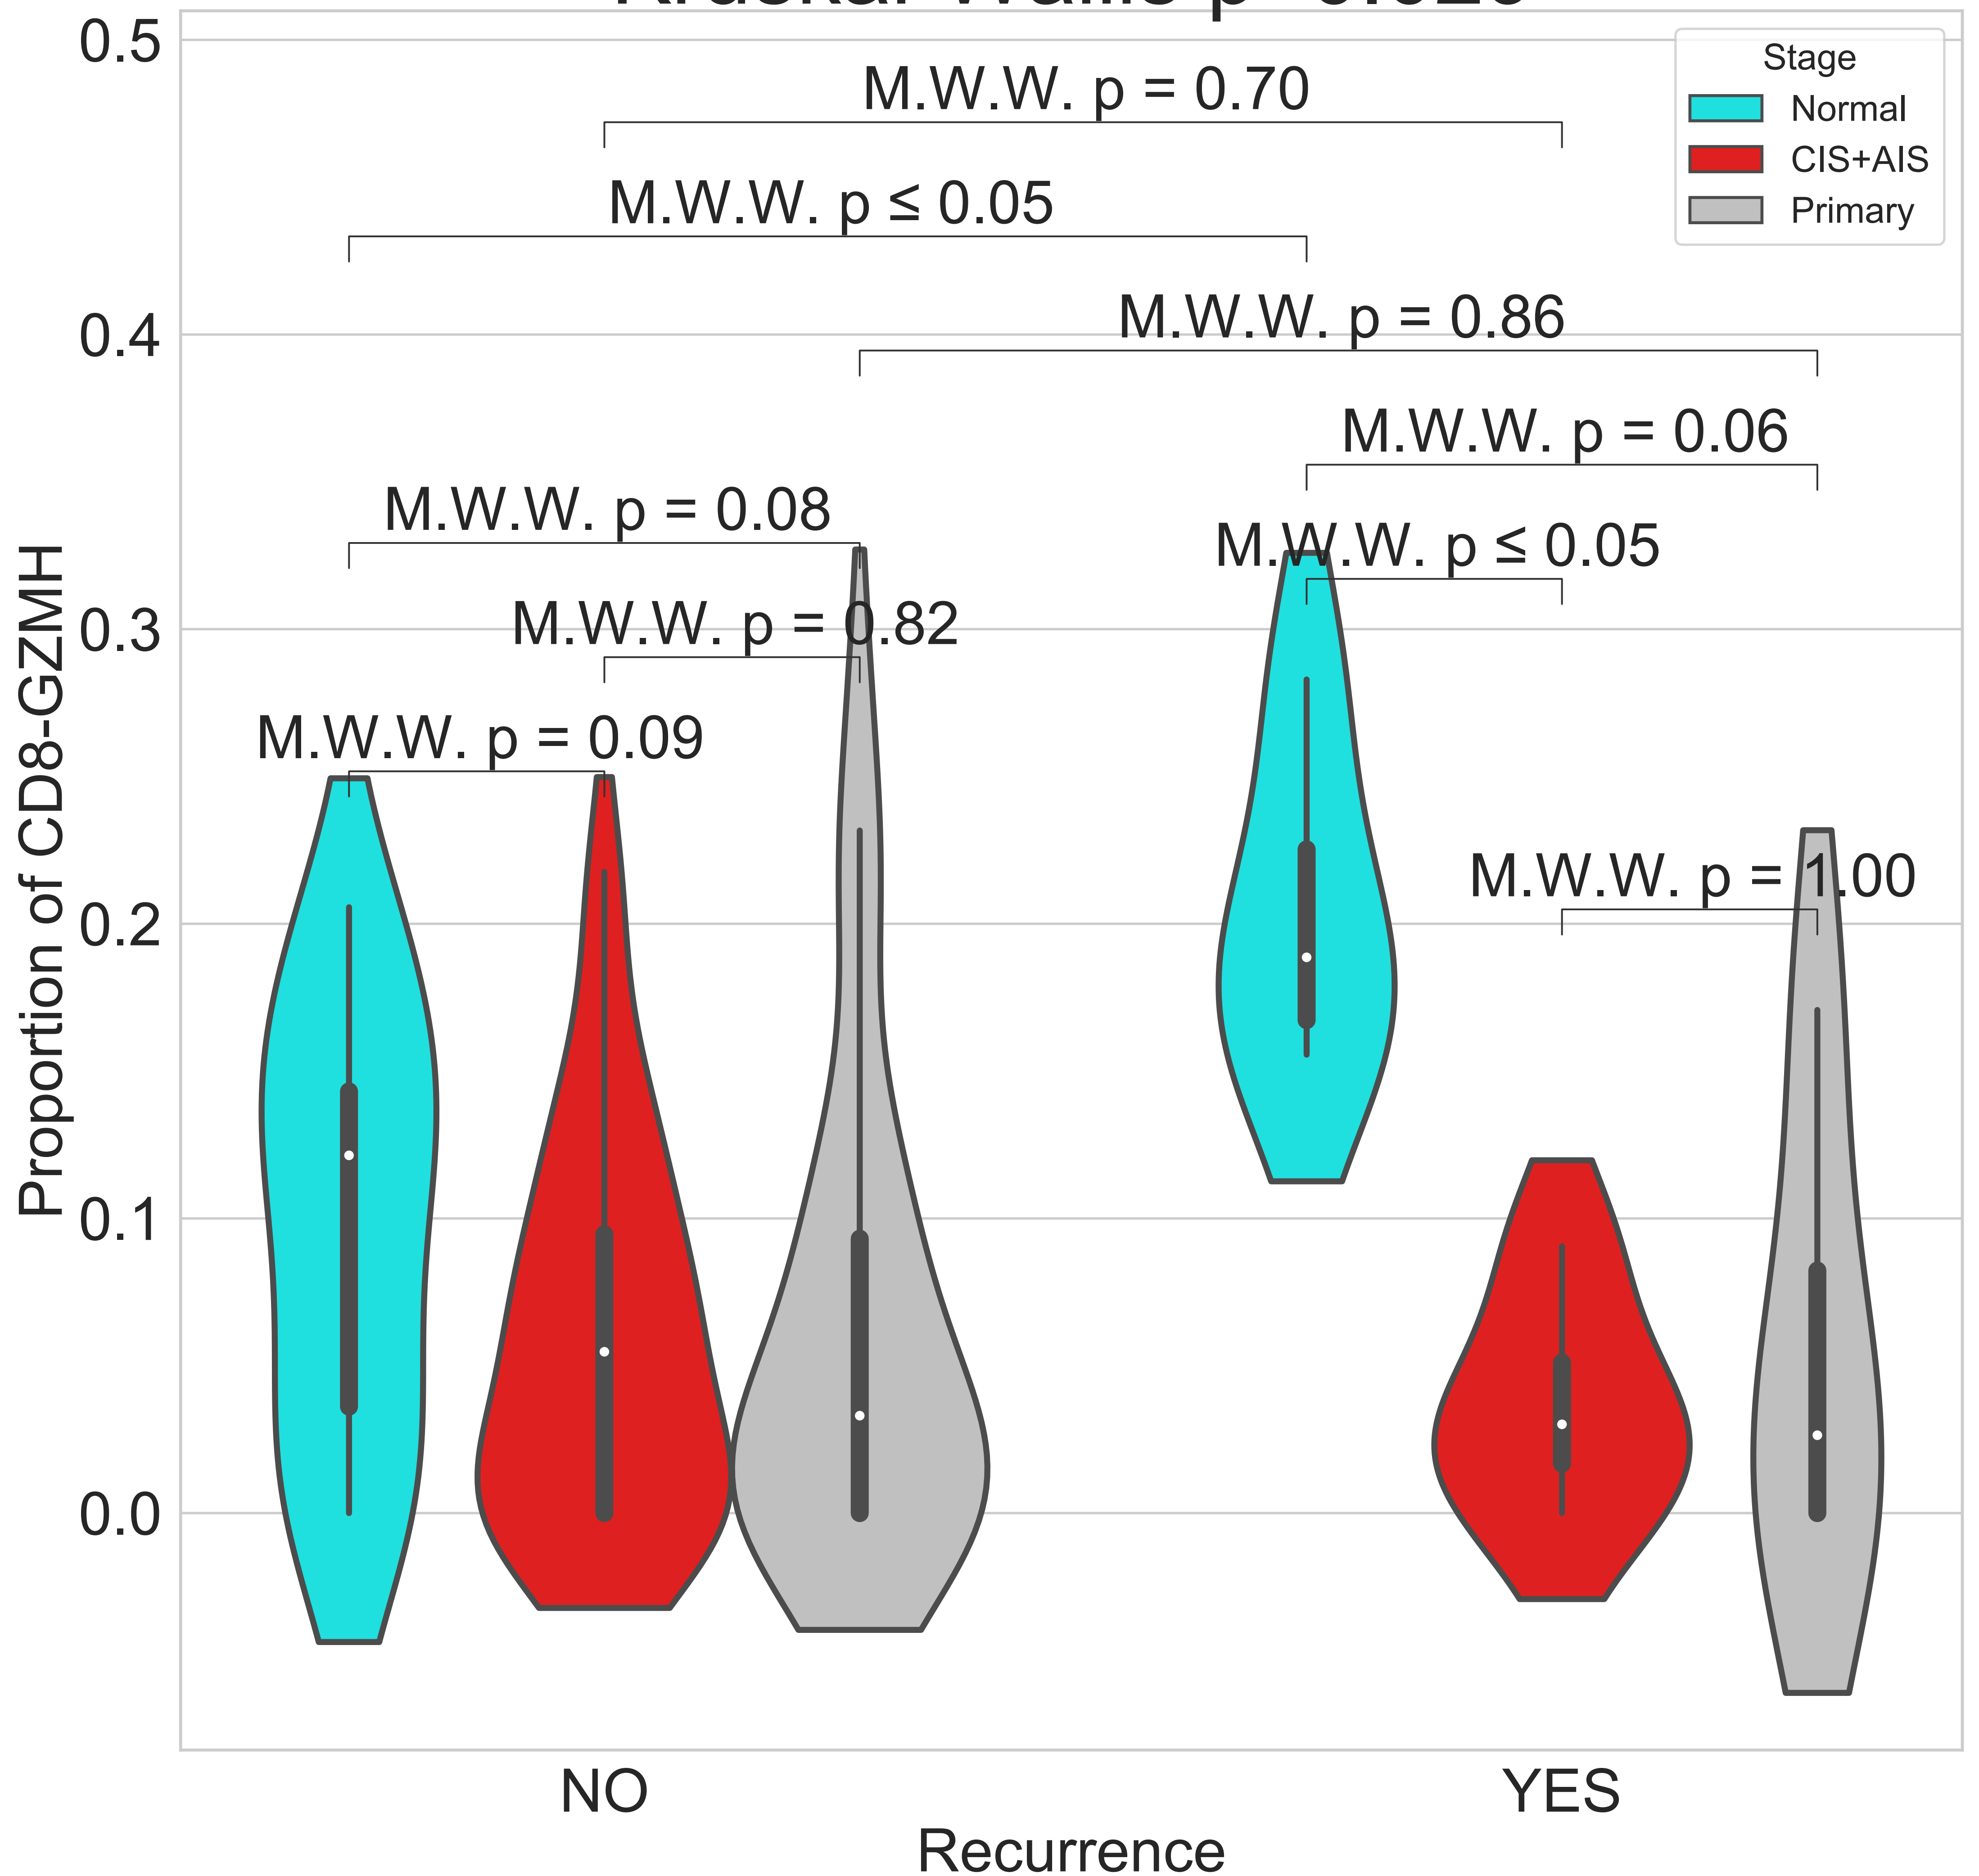 0.5
0.4
0.3
0.2
0.1
0.0
Proportion of CD8-GZMH
M.W.W. p = 0.70
M.W.W. p ≤ 0.05
M.W.W. p = 0.86
M.W.W. p = 0.06
M.W.W. p = 0.08
M.W.W. p ≤ 0.05
M.W.W. p = 0.82
M.W.W. p = 0.09
M.W.W. p = 1.00
Stage
Normal
CIS+AIS
Primary
NO
YES
Recurrence